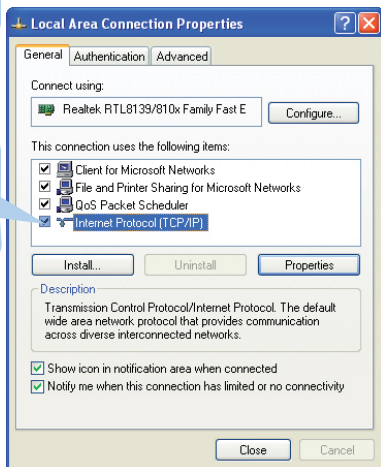 Local Area Connection Properties
General Authentication Advanced
Connect using:
Realtek RTL8139/810x Family Fast E Configure...
This connection uses the following items:
Client for Microsoft Networks
File and Printer Sharing for Microsoft Networks
QoS Packet Scheduler
Internet Protocol (TCP/IP)
Install... Uninstall Properties
Description
Transmission Control Protocol/Internet Protocol. The default
wide area network protocol that provides communication
across diverse interconnected networks.
Show icon in notification area when connected
Notify me when this connection has limited or no connectivity
Close Cancel